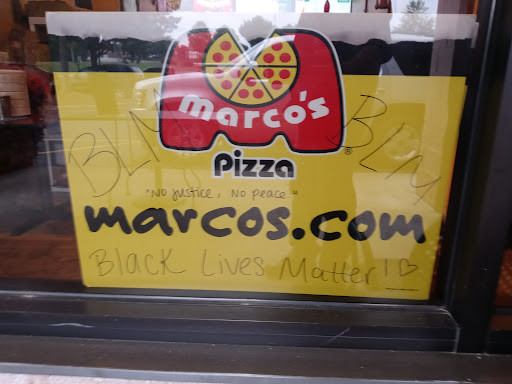 marco's
®
BLM
BLM
Pizza
"No justice, No peace."
marcos.com
Black Lives Matter! ♡